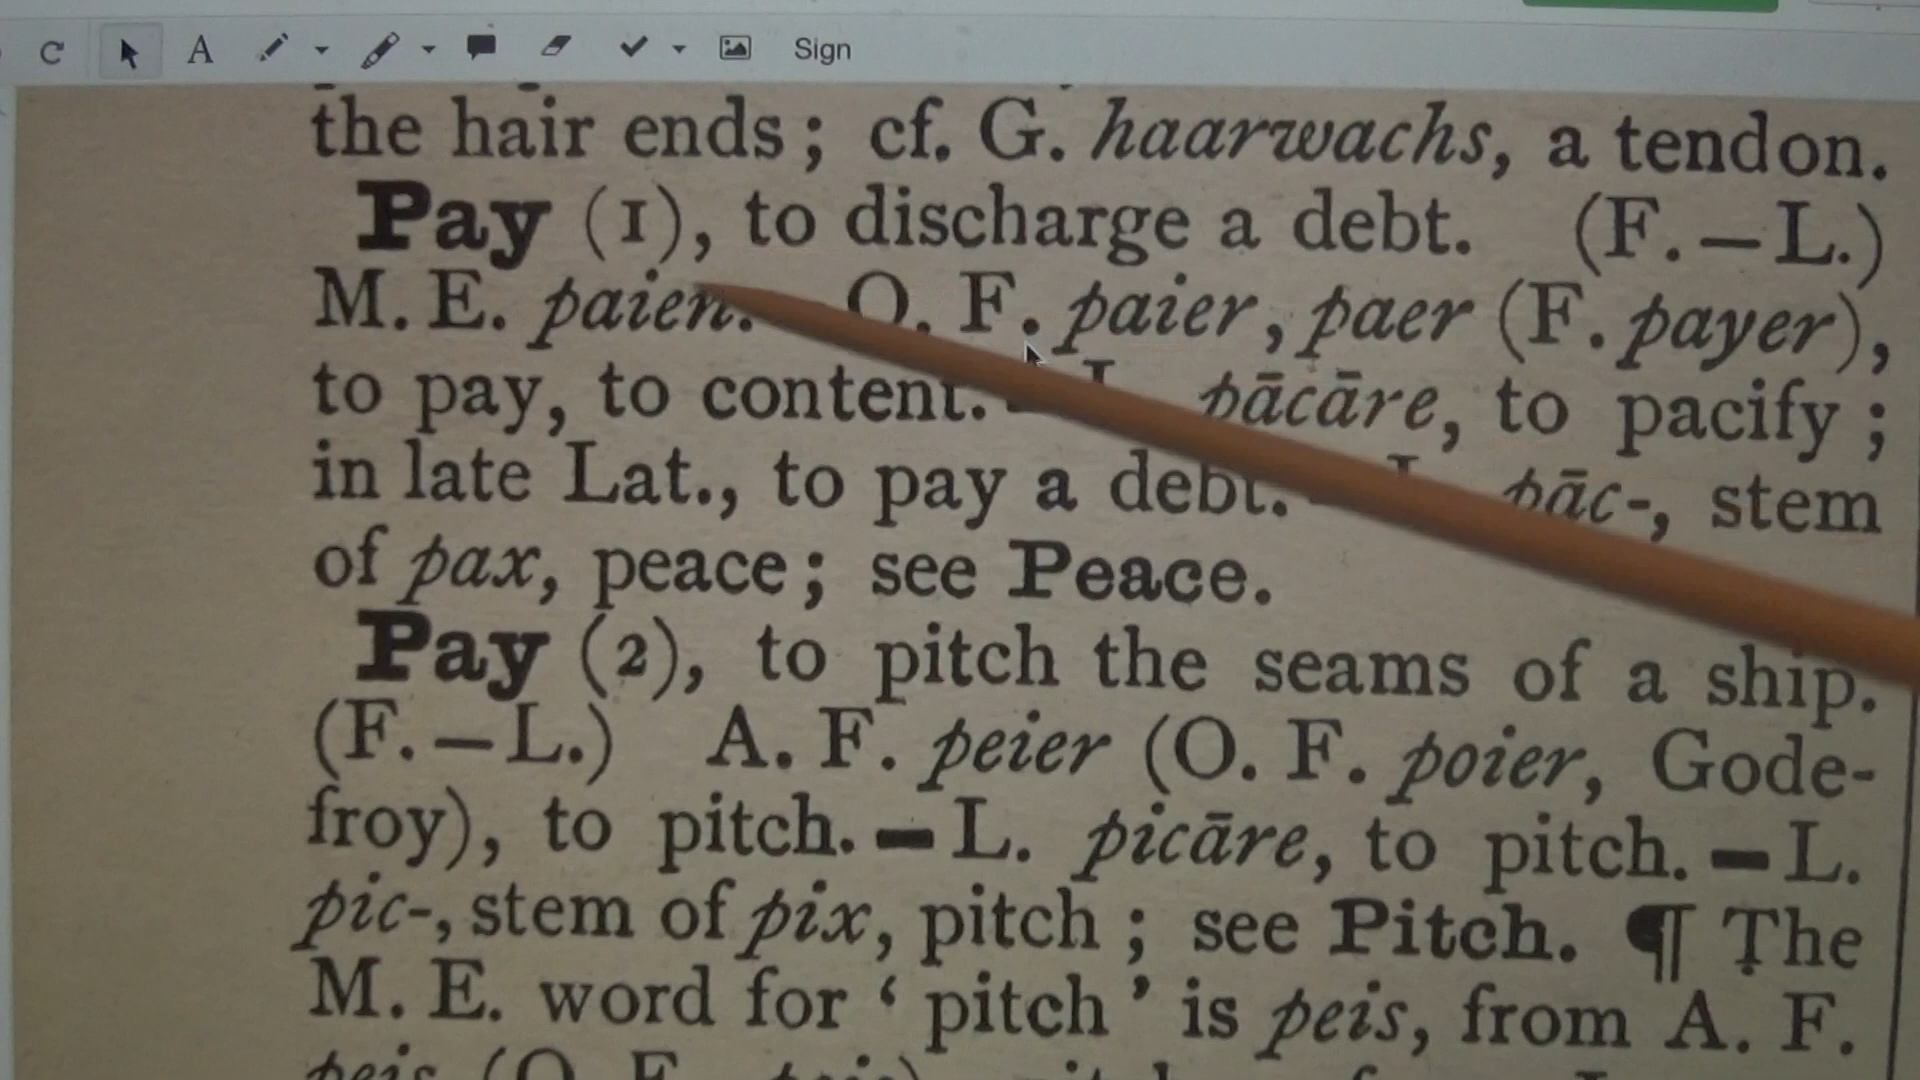 A Sign
the hair ends; cf. G. haarwachs, a tendon.
Pay (1), to discharge a debt. (F.–L.)
M. E. paien. O. F. paier, paer (F. payer),
to pay, to content. – L. pācāre, to pacify;
in late Lat., to pay a debt. – L. pāc-, stem
of pax, peace; see Peace.
Pay (2), to pitch the seams of a ship.
(F.–L.) A. F. peier (O. F. poier, Gode-
froy), to pitch. – L. picāre, to pitch. – L.
pic-, stem of pix, pitch; see Pitch. ¶ The
M. E. word for ‘pitch’ is peis, from A. F.